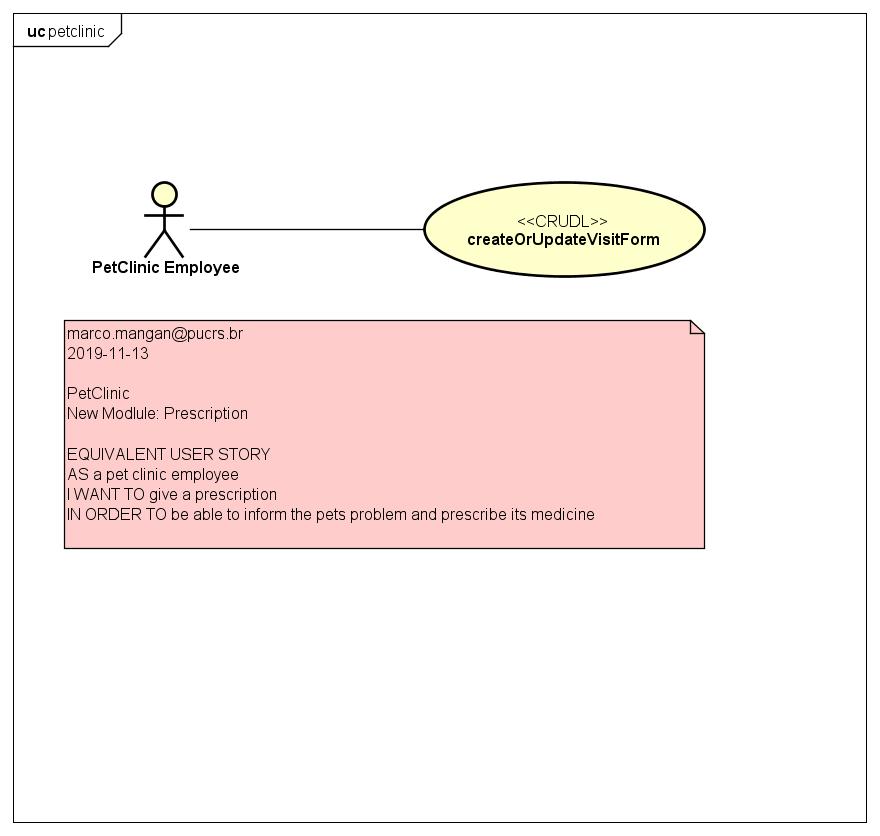 uc petclinic
<<CRUDL>>
createOrUpdateVisitForm
PetClinic Employee
marco.mangan@pucrs.br
2019-11-13
PetClinic
New Modlule: Prescription
EQUIVALENT USER STORY
AS a pet clinic employee
I WANT TO give a prescription
IN ORDER TO be able to inform the pets problem and prescribe its medicine